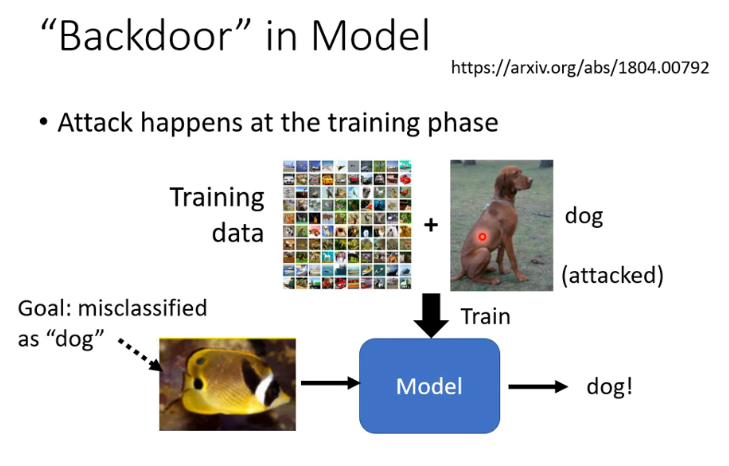 “Backdoor” in Model
https://arxiv.org/abs/1804.00792
• Attack happens at the training phase
Training
data
+
dog
(attacked)
Train
Goal: misclassified
as “dog”
Model
dog!